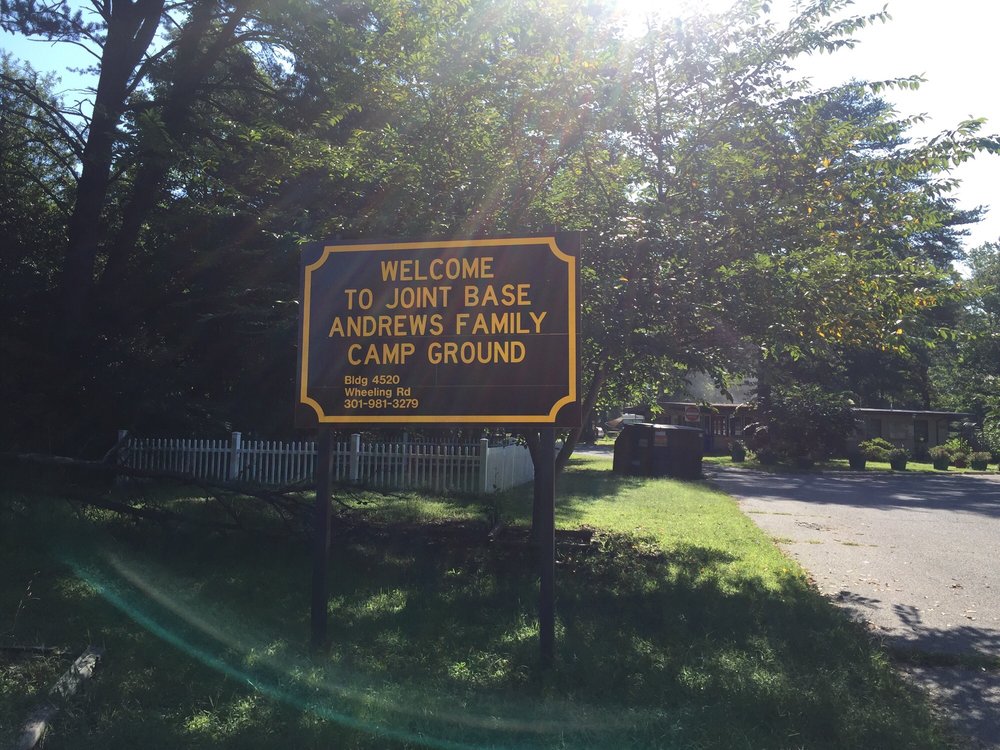 WELCOME
TO JOINT BASE
ANDREWS FAMILY
CAMP GROUND
Bldg 4520
Wheeling Rd
301-981-3279